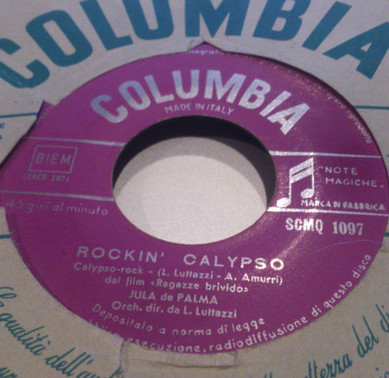 COLUMBIA
COLUMBIA
MADE IN ITALY
BIEM
"NOTE
MAGICHE"
45 giri al minuto
MARCA DI FABBRICA
SCMQ 1097
ROCKIN' CALYPSO
Calypso-rock - (L. Luttazzi - A. Amurri)
dal film «Ragazze brivido»
JULA de PALMA
Orch. dir. da L. Luttazzi
Depositato a norma di legge
esecuzione, radiodiffusione di questo disco
La qualità dell'